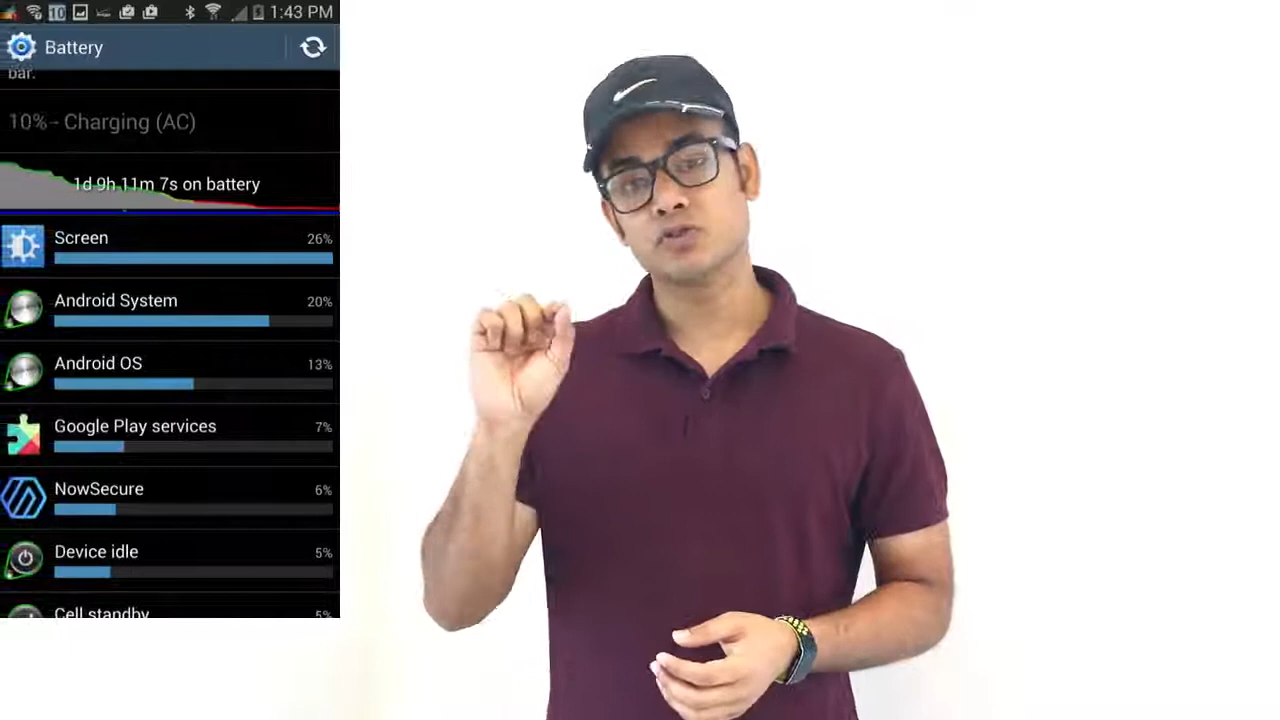 10
1:43 PM
Battery
bar.
10% - Charging (AC)
1d 9h 11m 7s on battery
Screen 26%
Android System 20%
Android OS 13%
Google Play services 7%
NowSecure 6%
Device idle 5%
Cell standby 5%